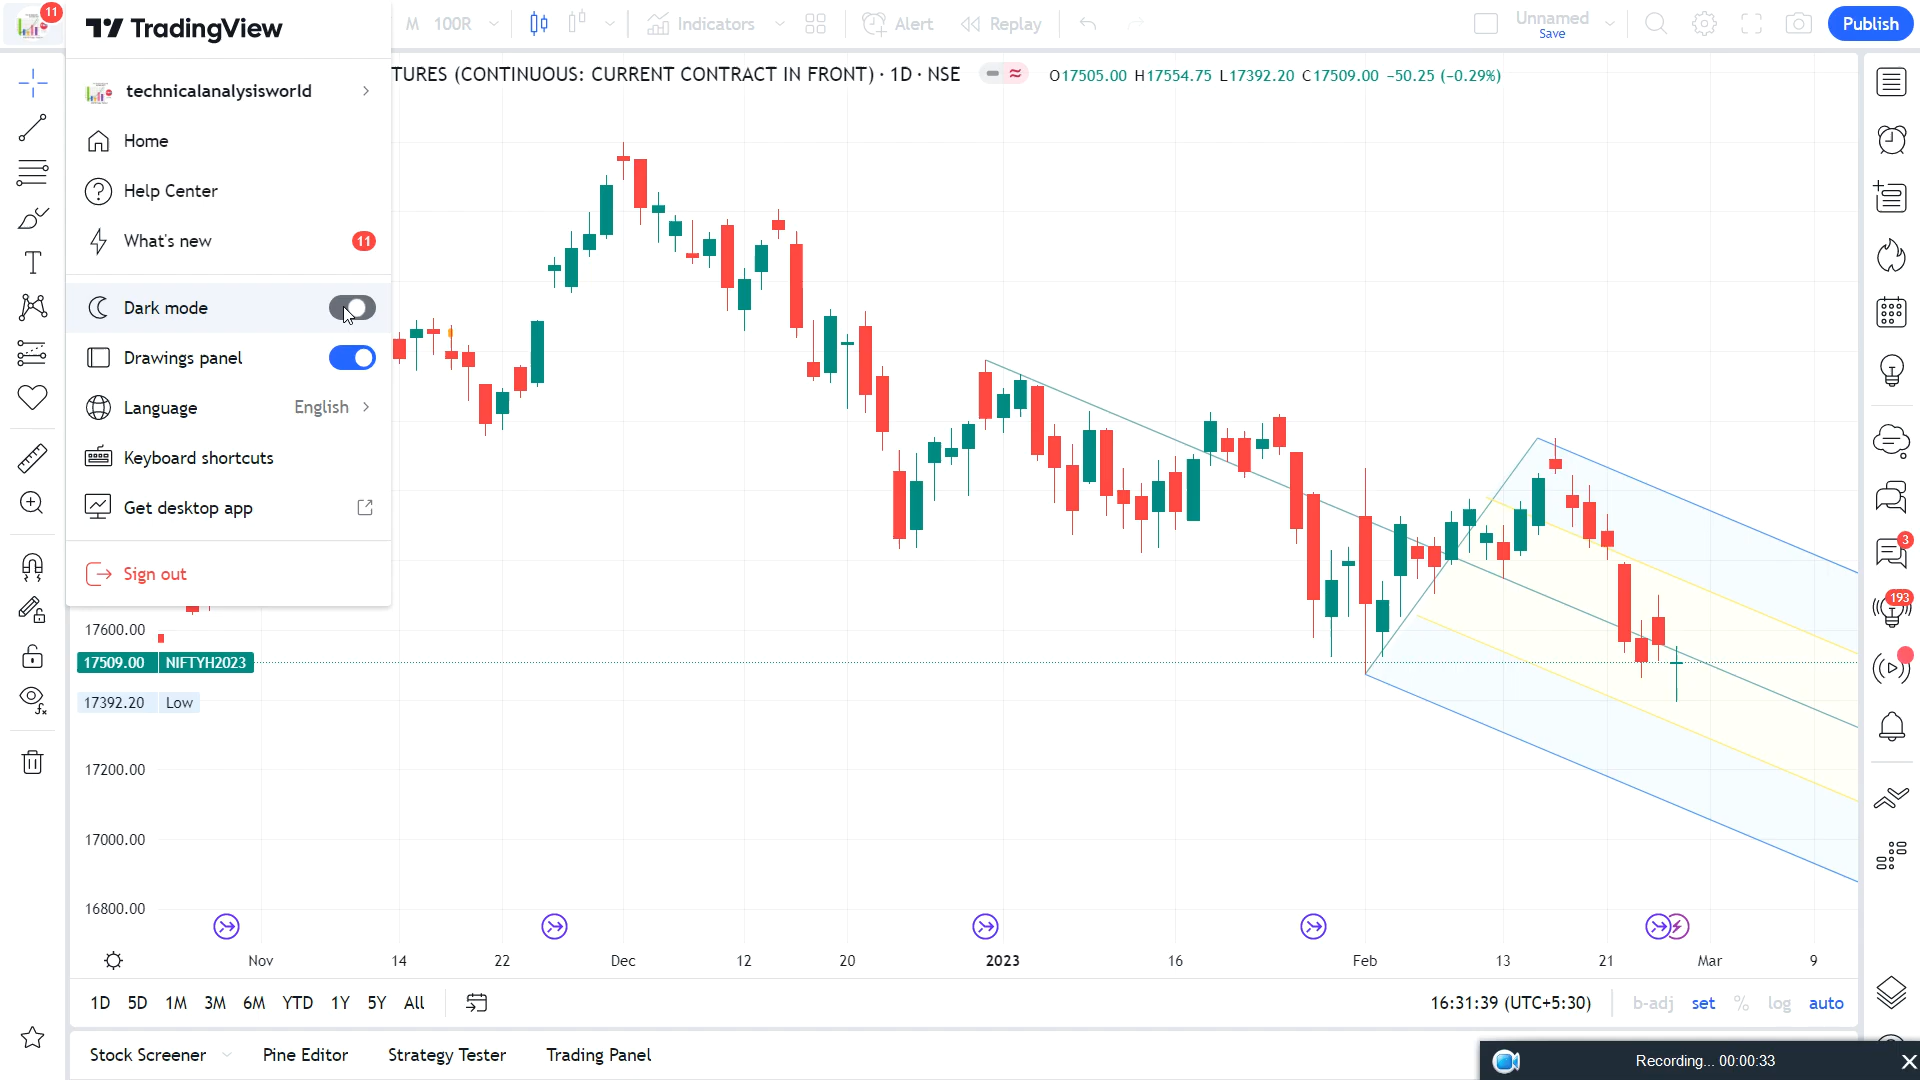 11
TradingView
M 100R
Indicators
Alert
Replay
Unnamed
Save
Publish
technicalanalysisworld
TURES (CONTINUOUS: CURRENT CONTRACT IN FRONT) · 1D · NSE
O17505.00 H17554.75 L17392.20 C17509.00 −50.25 (−0.29%)
Home
Help Center
What's new 11
Dark mode
Drawings panel
Language English
Keyboard shortcuts
Get desktop app
Sign out
3
193
17600.00
17509.00 NIFTYH2023
17392.20 Low
17200.00
17000.00
16800.00
Nov 14 22 Dec 12 20 2023 16 Feb 13 21 Mar 9
1D 5D 1M 3M 6M YTD 1Y 5Y All
16:31:39 (UTC+5:30) b-adj set % log auto
Stock Screener Pine Editor Strategy Tester Trading Panel
Recording... 00:00:33